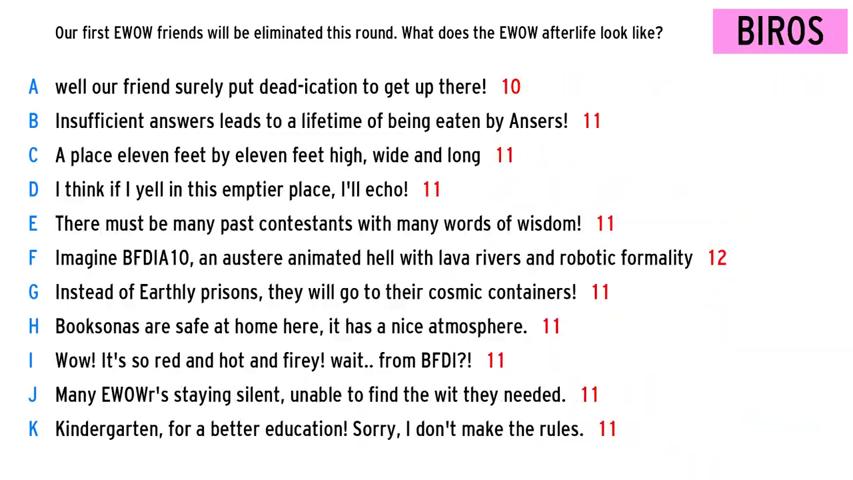 Our first EWOW friends will be eliminated this round. What does the EWOW afterlife look like?
BIROS
A well our friend surely put dead-ication to get up there! 10
B Insufficient answers leads to a lifetime of being eaten by Ansers! 11
C A place eleven feet by eleven feet high, wide and long 11
D I think if I yell in this emptier place, I'll echo! 11
E There must be many past contestants with many words of wisdom! 11
F Imagine BFDIA10, an austere animated hell with lava rivers and robotic formality 12
G Instead of Earthly prisons, they will go to their cosmic containers! 11
H Booksonas are safe at home here, it has a nice atmosphere. 11
I Wow! It's so red and hot and firey! wait.. from BFDI?! 11
J Many EWOWr's staying silent, unable to find the wit they needed. 11
K Kindergarten, for a better education! Sorry, I don't make the rules. 11